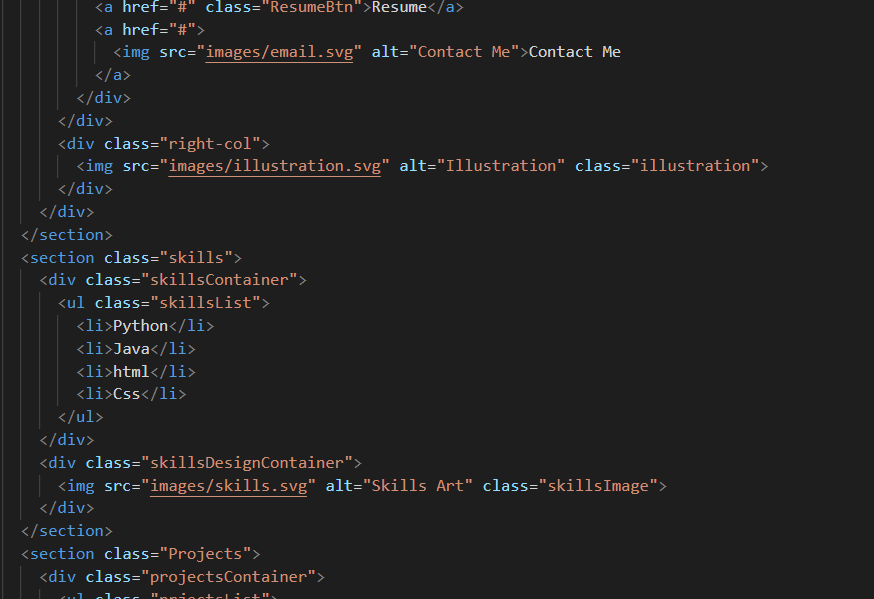 <a href="#" class="ResumeBtn">Resume</a>
<a href="#">
<img src="images/email.svg" alt="Contact Me">Contact Me
</a>
</div>
</div>
<div class="right-col">
<img src="images/illustration.svg" alt="Illustration" class="illustration">
</div>
</div>
</section>
<section class="skills">
<div class="skillsContainer">
<ul class="skillsList">
<li>Python</li>
<li>Java</li>
<li>html</li>
<li>Css</li>
</ul>
</div>
<div class="skillsDesignContainer">
<img src="images/skills.svg" alt="Skills Art" class="skillsImage">
</div>
</section>
<section class="Projects">
<div class="projectsContainer">
<ul class="prjectsList">